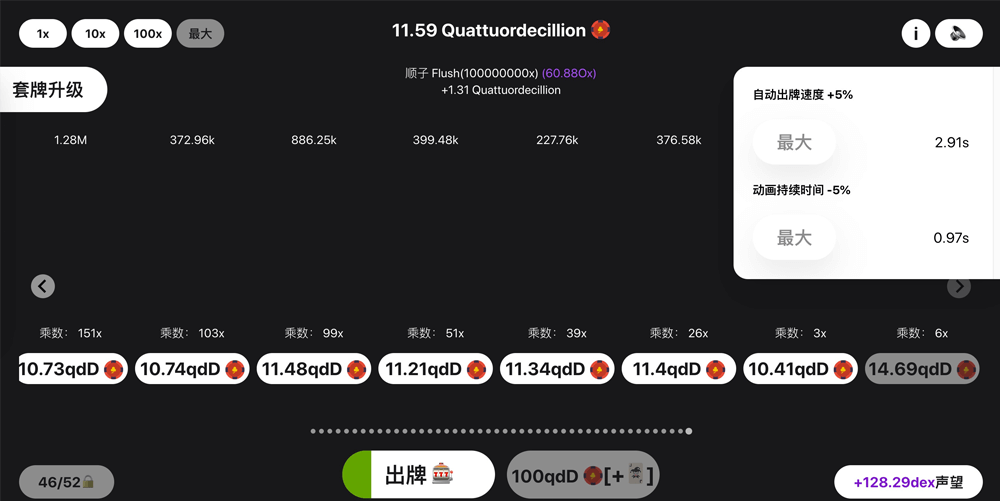 1x 10x 100x 最大
11.59 Quattuordecillion
i
套牌升级
顺子 Flush(100000000x) (60.88Ox)
+1.31 Quattuordecillion
1.28M 372.96k 886.25k 399.48k 227.76k 376.58k
自动出牌速度 +5%
最大 2.91s
动画持续时间 -5%
最大 0.97s
乘数： 151x 乘数： 103x 乘数： 99x 乘数： 51x 乘数： 39x 乘数： 26x 乘数： 3x 乘数： 6x
10.73qdD 10.74qdD 11.48qdD 11.21qdD 11.34qdD 11.4qdD 10.41qdD 14.69qdD
46/52
出牌
100qdD [+ ]
+128.29dex声望